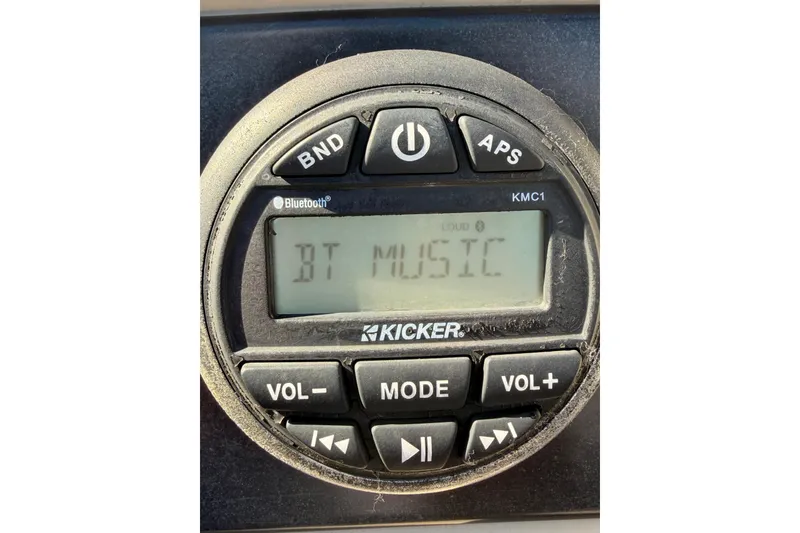 BND
APS
Bluetooth®
KMC1
LOUD
BT MUSIC
KICKER®
VOL-
MODE
VOL+